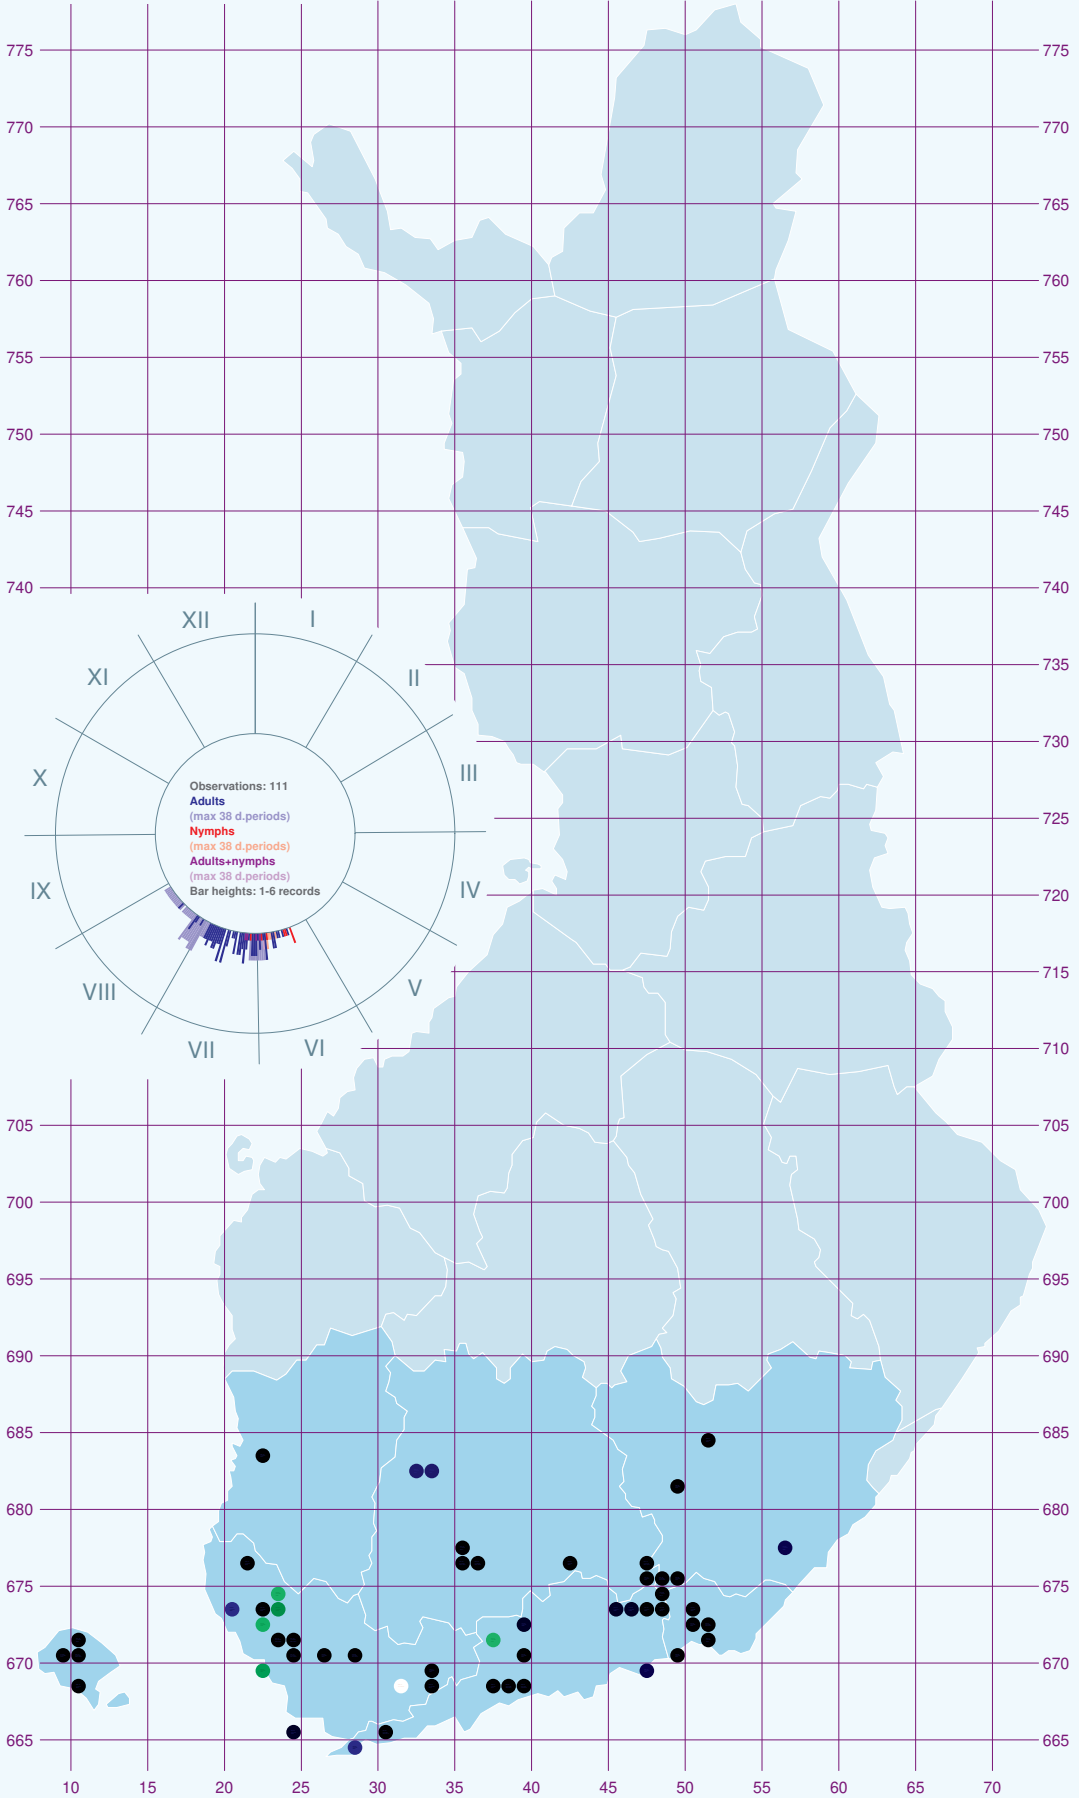 775 775
770 770
765 765
760 760
755 755
750 750
745 745
740 740
XII I
735
XI II
730
X III
Observations: 111
Adults
(max 38 d.periods)
725
Nymphs
(max 38 d.periods)
Adults+nymphs
(max 38 d.periods)
Bar heights: 1-6 records
IX IV
720
VIII V
715
VII VI
710
705 705
700 700
695 695
690 690
685 685
680 680
675 675
670 670
665 665
10 15 20 25 30 35 40 45 50 55 60 65 70